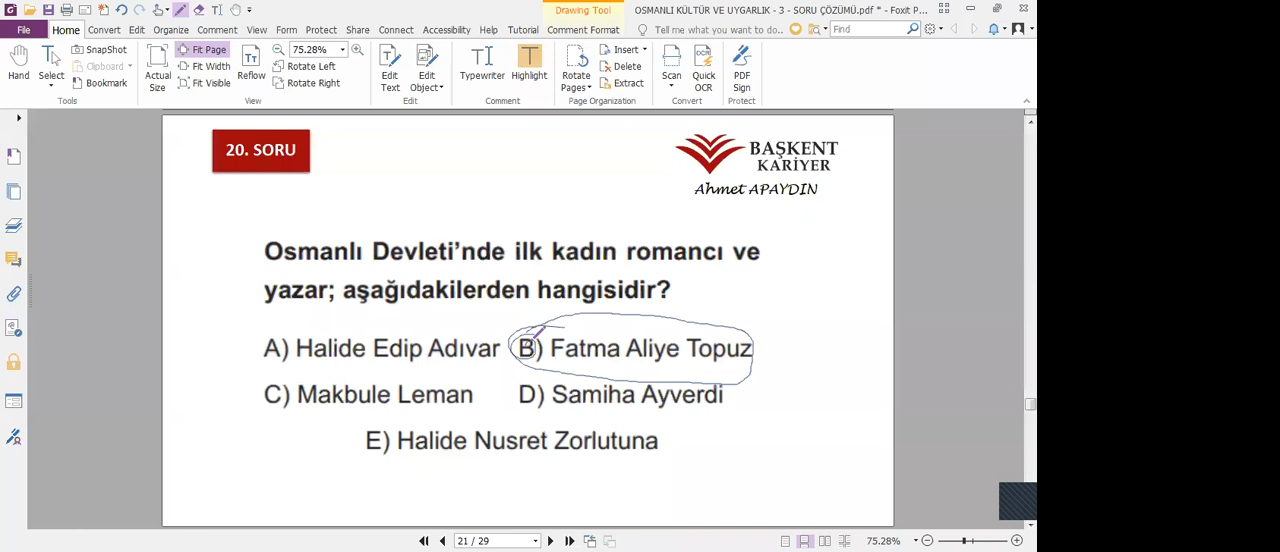 Drawing Tool
OSMANLI KÜLTÜR VE UYGARLIK - 3 - SORU ÇÖZÜMÜ.pdf * - Foxit P...
File Home Convert Edit Organize Comment View Form Protect Share Connect Accessibility Help Tutorial Comment Format Tell me what you want to do.. Find
Hand Select SnapShot Clipboard Bookmark
Actual Size Fit Page Fit Width Fit Visible Reflow 75.28% Rotate Left Rotate Right
Edit Text Edit Object Typewriter Highlight Rotate Pages Insert Delete Extract Scan Quick OCR PDF Sign
Tools View Edit Comment Page Organization Convert Protect
20. SORU
BAŞKENT
KARİYER
Ahmet APAYDIN
Osmanlı Devleti’nde ilk kadın romancı ve
yazar; aşağıdakilerden hangisidir?
A) Halide Edip Adıvar B) Fatma Aliye Topuz
C) Makbule Leman D) Samiha Ayverdi
E) Halide Nusret Zorlutuna
21 / 29 75.28%